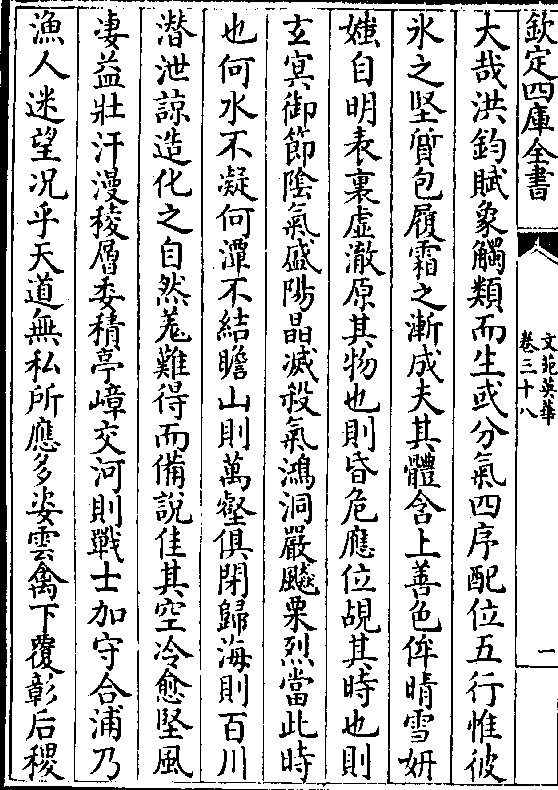 欽定四庫全書
文苑英華
卷三十八
一
大哉洪鈞賦象觸類而生或分氣四序配位五行惟彼
氷之堅質包履霜之漸成夫其體含上善色侔晴雪妍
媸自明表裏虚澈原其物也則昏危應位覘其時也則
玄冥御節陰氣盛陽晶滅殺氣鴻洞嚴飈栗烈當此時
也何水不凝何潭不結瞻山則萬壑俱閉歸海則百川
潜泄諒造化之自然羌難得而備說佳其空冷愈堅風
凄益壯汗漫稜層委積亭嶂交河則戰士加守合浦乃
漁人迷望况乎天道無私所應多姿雲禽下覆彰后稷